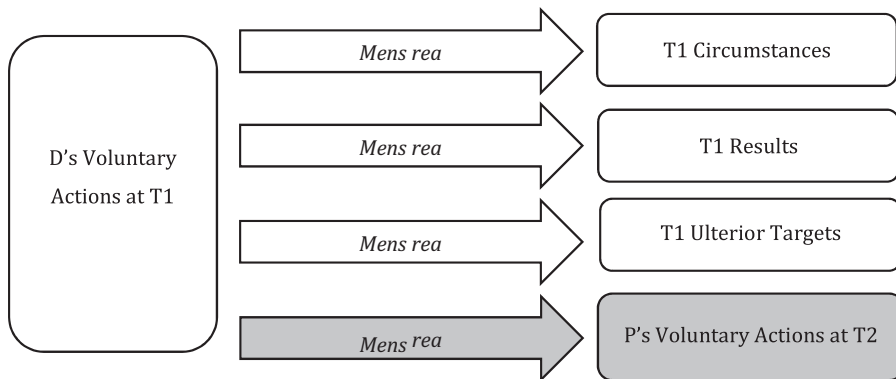 Mens rea
T1 Circumstances
D’s Voluntary
Actions at T1
Mens rea
T1 Results
Mens rea
T1 Ulterior Targets
Mens rea
P’s Voluntary Actions at T2